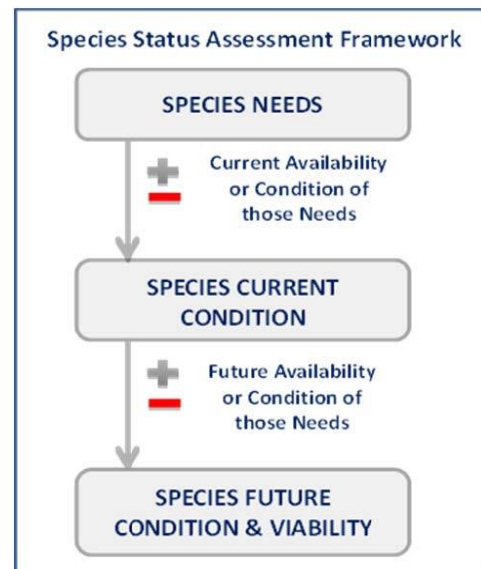 Species Status Assessment Framework
SPECIES NEEDS
Current Availability
or Condition of
those Needs
SPECIES CURRENT
CONDITION
Future Availability
or Condition of
those Needs
SPECIES FUTURE
CONDITION & VIABILITY